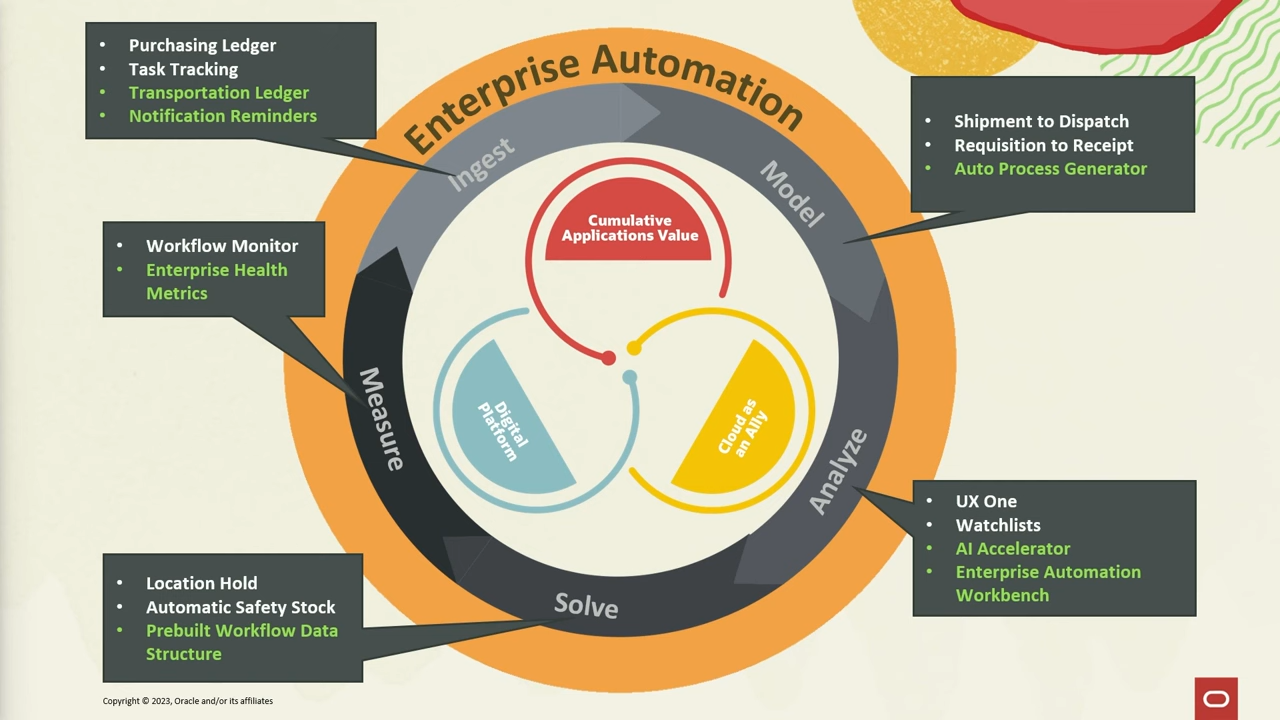 Enterprise Automation
• Purchasing Ledger
• Task Tracking
• Transportation Ledger
• Notification Reminders
Ingest
• Shipment to Dispatch
• Requisition to Receipt
• Auto Process Generator
Model
Cumulative
Applications Value
• Workflow Monitor
• Enterprise Health
Metrics
Measure
Digital
Platform
Cloud as
an Ally
Analyze
• UX One
• Watchlists
• AI Accelerator
• Enterprise Automation
Workbench
• Location Hold
• Automatic Safety Stock
• Prebuilt Workflow Data
Structure
Solve
Copyright © 2023, Oracle and/or its affiliates